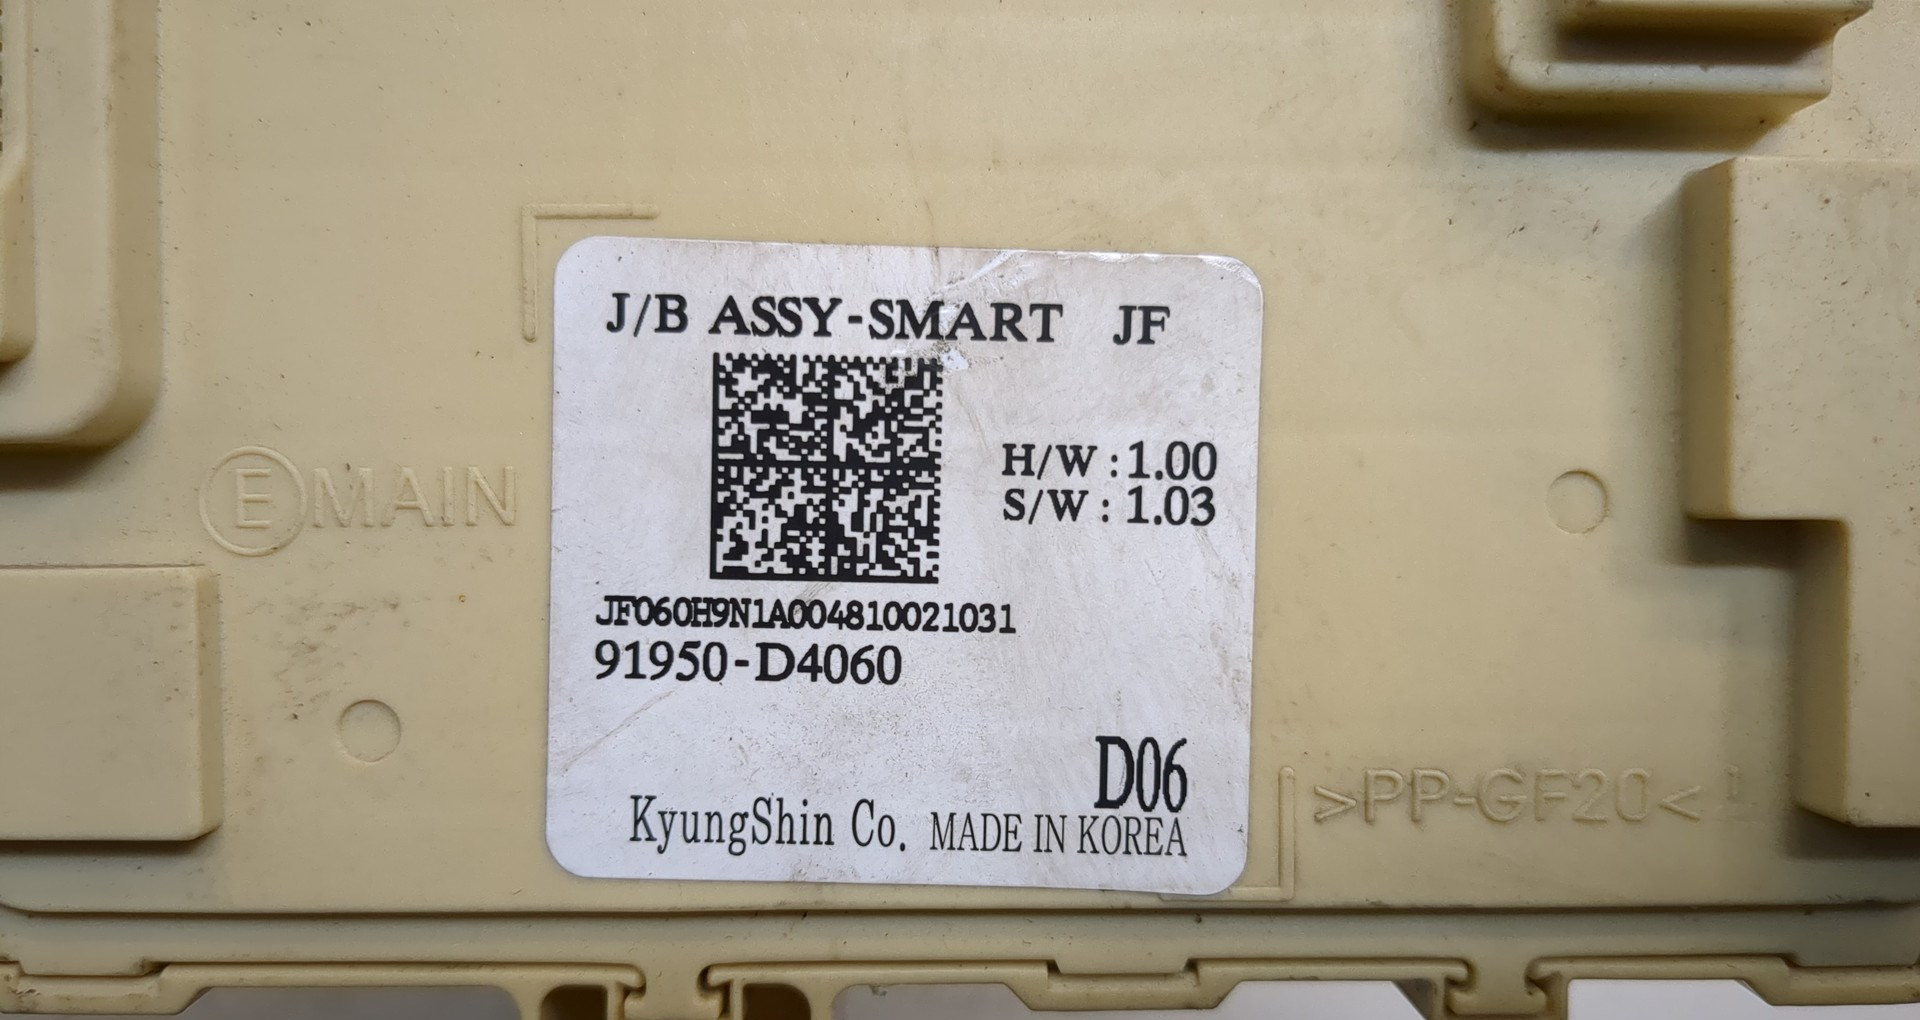 J/B ASSY-SMART JF
H/W : 1.00
S/W : 1.03
JF060H9N1A004810021031
91950-D4060
D06
KyungShin Co. MADE IN KOREA
E MAIN
>PP-GF20< 1